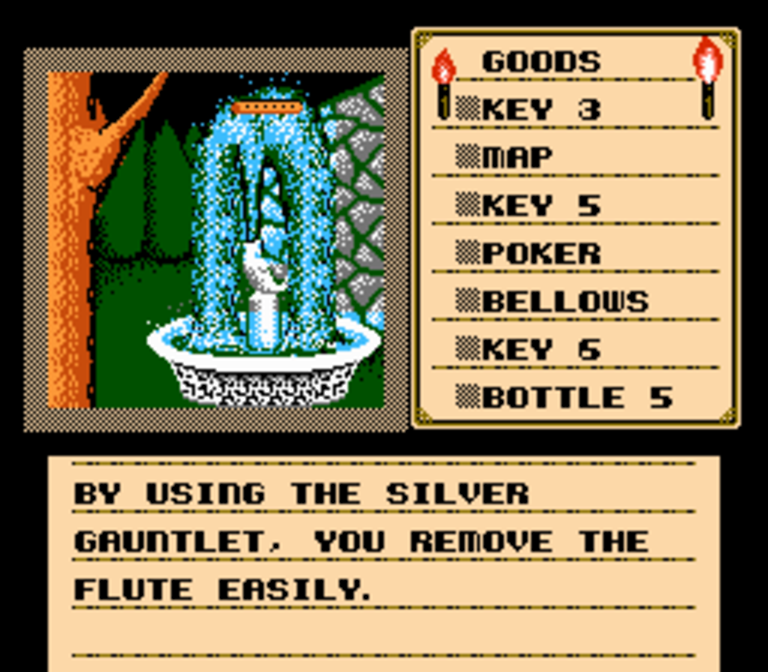 GOODS
KEY 3
MAP
KEY 5
POKER
BELLOWS
KEY 6
BOTTLE 5
BY USING THE SILVER
GAUNTLET, YOU REMOVE THE
FLUTE EASILY.